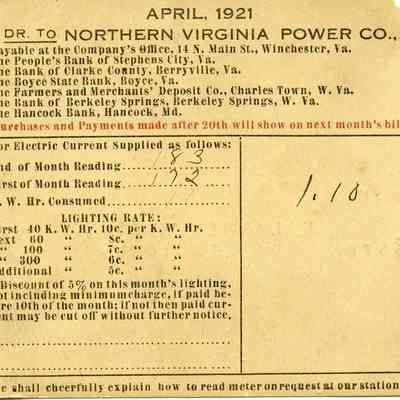 APRIL, 1921
DR. TO NORTHERN VIRGINIA POWER CO.,
ayable at the Company's Office, 14 N. Main St., Winchester, Va.
he People's Bank of Stephens City, Va.
he Bank of Clarke County, Berryville, Va.
he Boyce State Bank, Boyce, Va.
he Farmers and Merchants' Deposit Co., Charles Town, W. Va.
he Bank of Berkeley Springs, Berkeley Springs, W. Va.
he Hancock Bank, Hancock, Md.
urchases and Payments made after 20th will show on next month's bil
or Electric Current Supplied as follows:
nd of Month Reading 183
irst of Month Reading 172
. W. Hr. Consumed
1.10
LIGHTING RATE:
irst 40 K. W. Hr. 10c. per K. W. Hr.
ext 60 " 8c. " "
" 100 " 7c. " "
" 300 " 6c. " "
dditional " 5c. " "
Discount of 5% on this month's lighting,
ot including minimum charge, if paid be-
re 10th of the month; if not then paid cur-
ent may be cut off without further notice.
e shall cheerfully explain how to read meter on request at our station